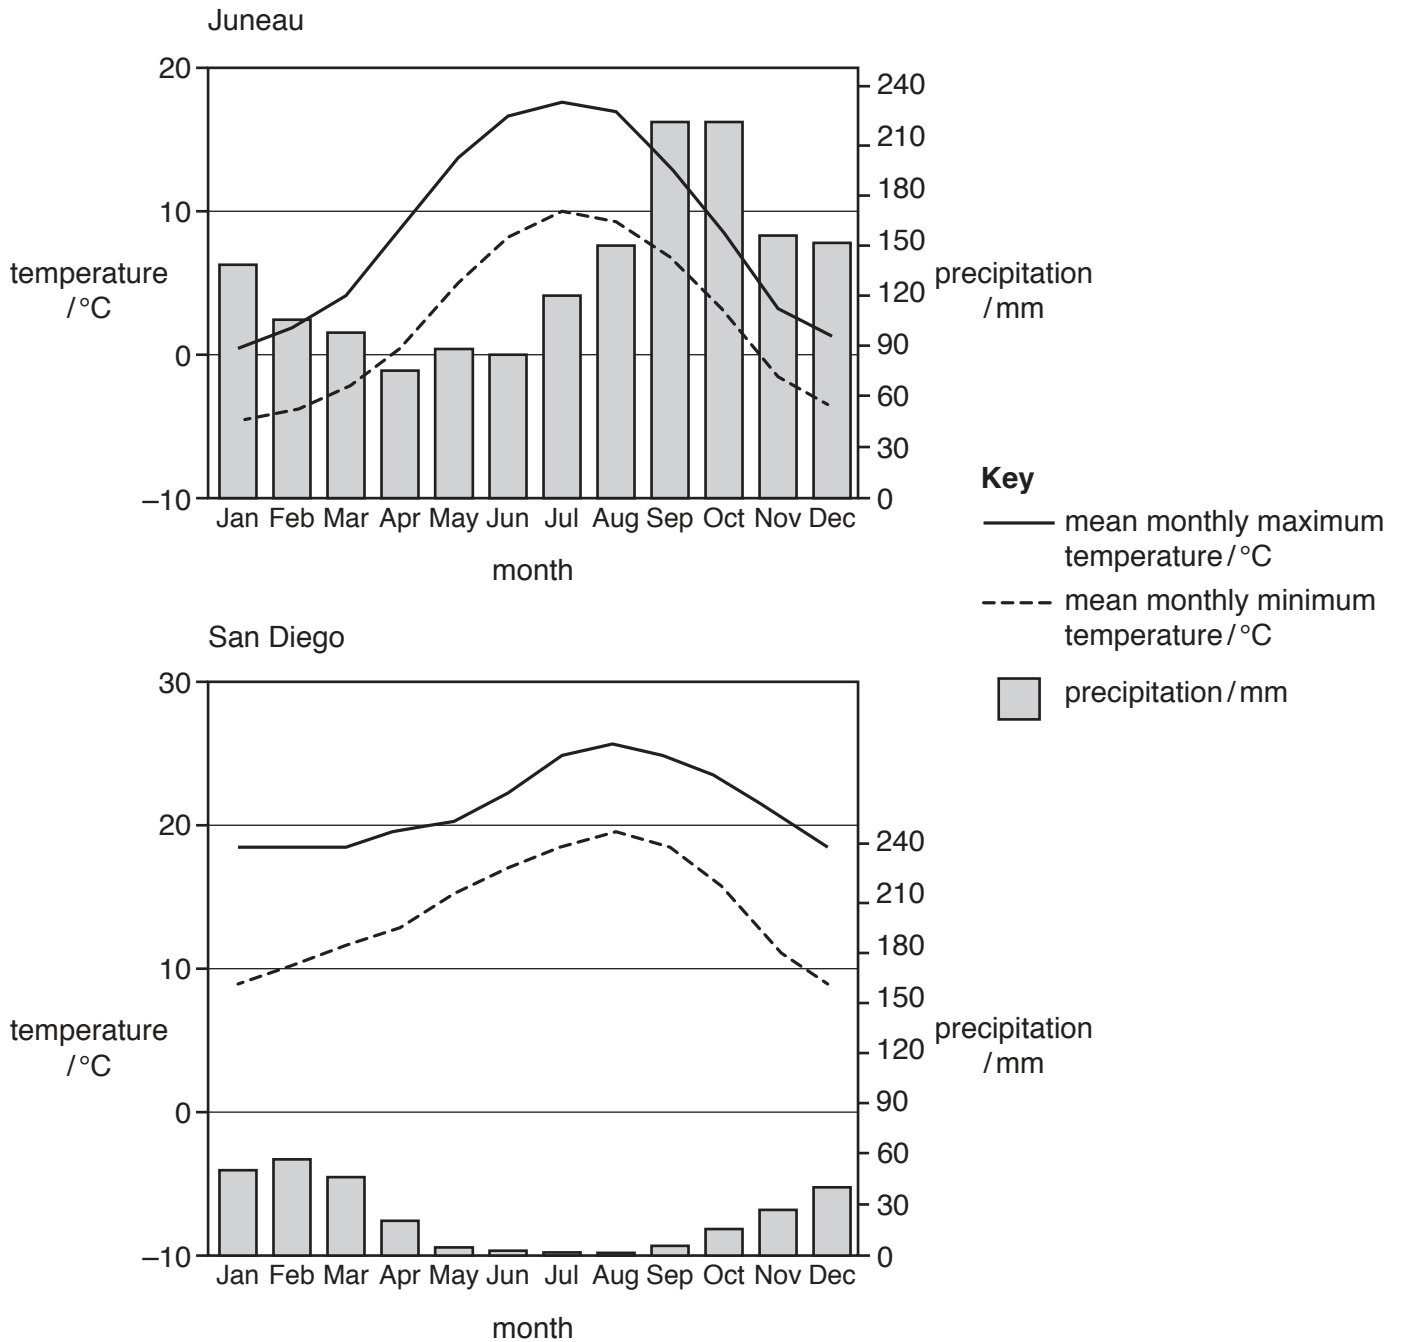 Juneau
20
10
0
–10
temperature
/ °C
240
210
180
150
120
90
60
30
0
precipitation
/ mm
Jan Feb Mar Apr May Jun Jul Aug Sep Oct Nov Dec
month
Key
mean monthly maximum
temperature / °C
mean monthly minimum
temperature / °C
precipitation / mm
San Diego
30
20
10
0
–10
temperature
/ °C
240
210
180
150
120
90
60
30
0
precipitation
/ mm
Jan Feb Mar Apr May Jun Jul Aug Sep Oct Nov Dec
month